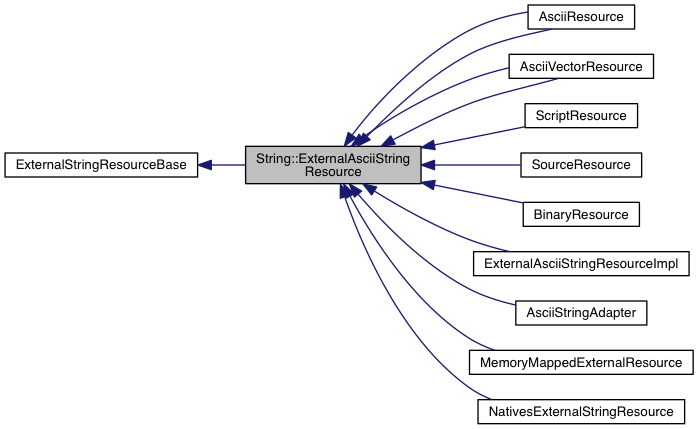 AsciiResource
AsciiVectorResource
ScriptResource
ExternalStringResourceBase
String::ExternalAsciiString
Resource
SourceResource
BinaryResource
ExternalAsciiStringResourceImpl
AsciiStringAdapter
MemoryMappedExternalResource
NativesExternalStringResource